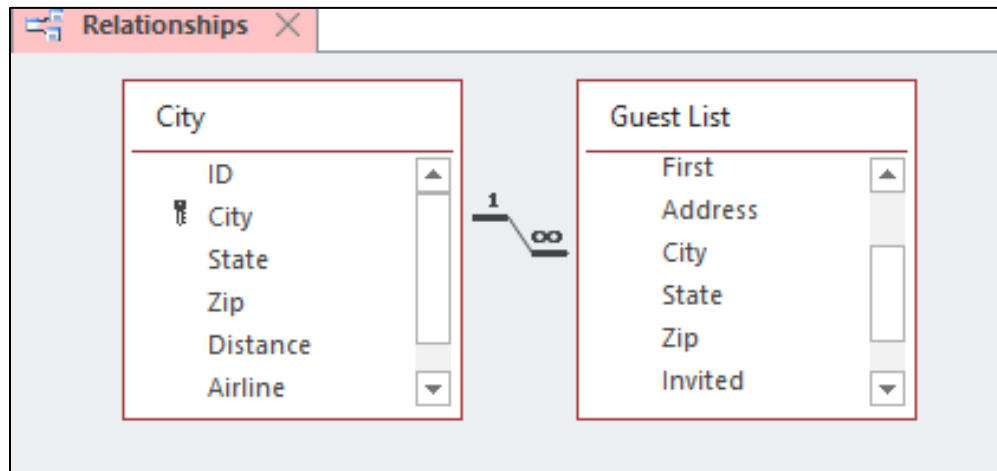 Relationships
City
ID
City
State
Zip
Distance
Airline
1
∞
Guest List
First
Address
City
State
Zip
Invited